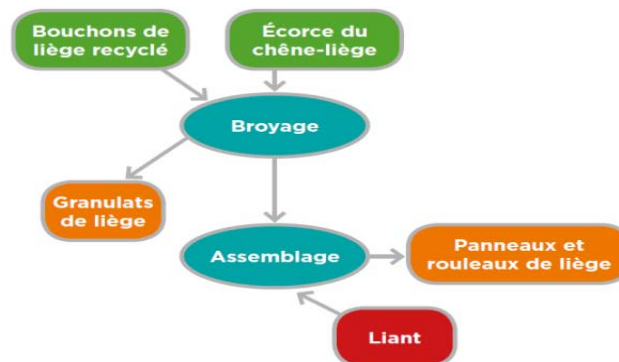 Bouchons de
liège recyclé
Écorce du
chêne-liège
Broyage
Granulats
de liège
Assemblage
Panneaux et
rouleaux de liège
Liant